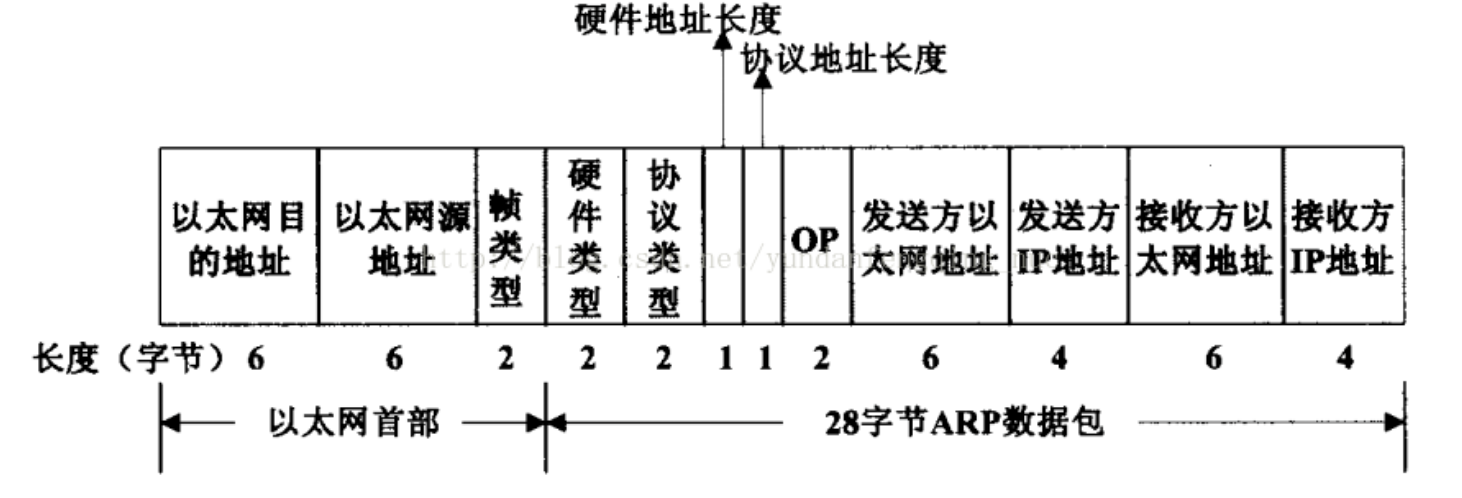 硬件地址长度
协议地址长度
以太网目的地址
以太网源地址
帧类型
硬件类型
协议类型
OP
发送方以太网地址
发送方IP地址
接收方以太网地址
接收方IP地址
长度（字节） 6 6 2 2 2 1 1 2 6 4 6 4
以太网首部 28字节ARP数据包